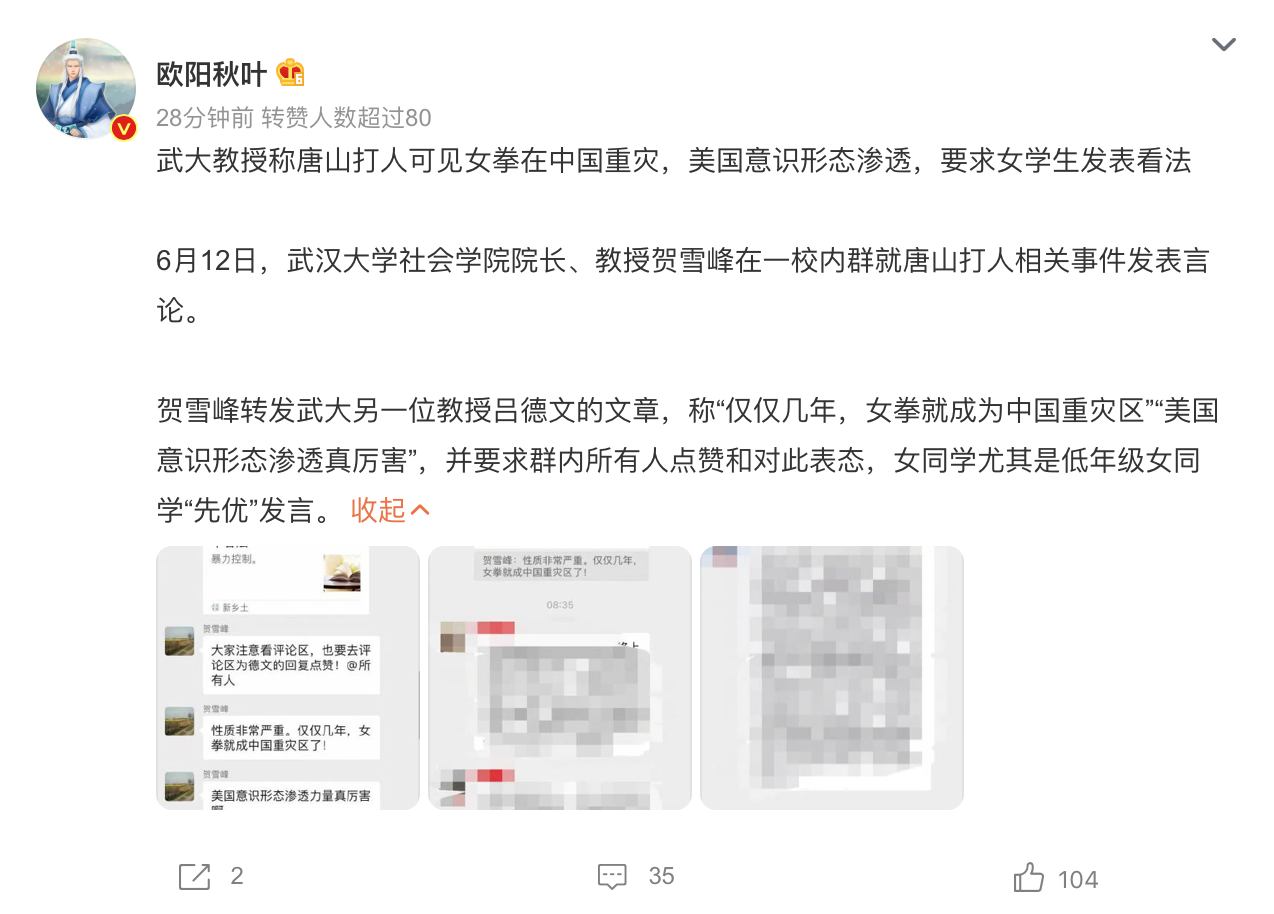 欧阳秋叶
6
28分钟前 转赞人数超过80
武大教授称唐山打人可见女拳在中国重灾，美国意识形态渗透，要求女学生发表看法
6月12日，武汉大学社会学院院长、教授贺雪峰在一校内群就唐山打人相关事件发表言
论。
贺雪峰转发武大另一位教授吕德文的文章，称“仅仅几年，女拳就成为中国重灾区”“美国
意识形态渗透真厉害”，并要求群内所有人点赞和对此表态，女同学尤其是低年级女同
学“先优”发言。 收起
暴力控制。
新乡土
贺雪峰
大家注意看评论区，也要去评
论区为德文的回复点赞！@所
有人
贺雪峰
性质非常严重。仅仅几年，女
拳就成中国重灾区了！
贺雪峰
美国意识形态渗透力量真厉害
啊
贺雪峰：性质非常严重。仅仅几年，
女拳就成中国重灾区了！
08:35
2
35
104